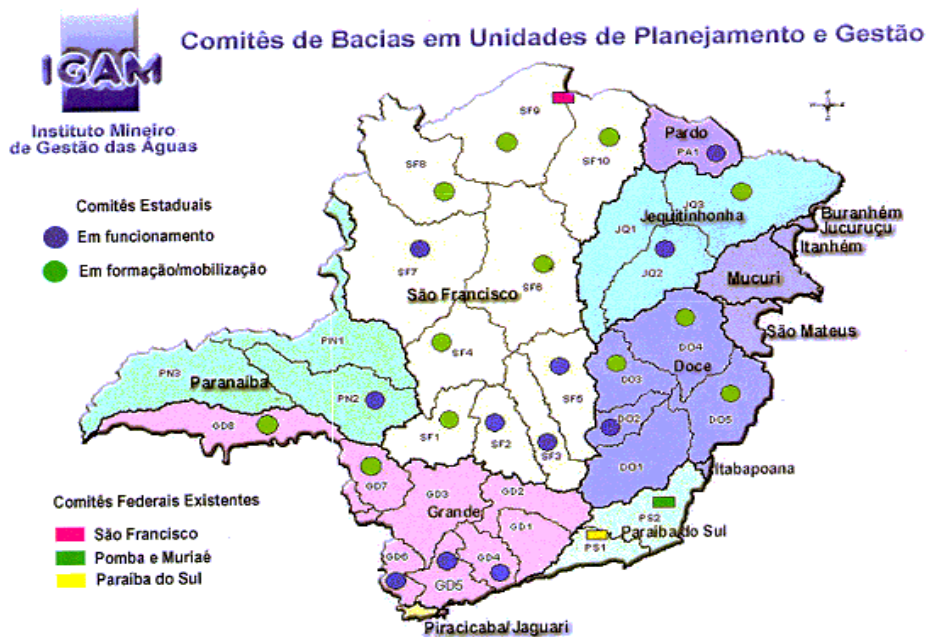 IGAM
Instituto Mineiro
de Gestão das Águas
Comitês de Bacias em Unidades de Planejamento e Gestão
Comitês Estaduais
Em funcionamento
Em formação/mobilização
SF9
SF10
SF8
Pardo
PA1
JQ3
Jequitinhonha
JQ1
JQ2
Buranhém
Jucuruçu
Itanhém
Mucuri
São Mateus
SF7
SF6
São Francisco
SF4
SF5
SF1
SF2
SF3
PN1
PN3
Paranaíba
PN2
GD8
DO4
Doce
DO3
DO2
DO5
DO1
Itabapoana
GD7
GD3
GD2
Grande
GD1
GD6
GD4
GD5
PS2
Paraíba do Sul
PS1
Piracicaba/Jaguari
Comitês Federais Existentes
São Francisco
Pomba e Muriaé
Paraíba do Sul